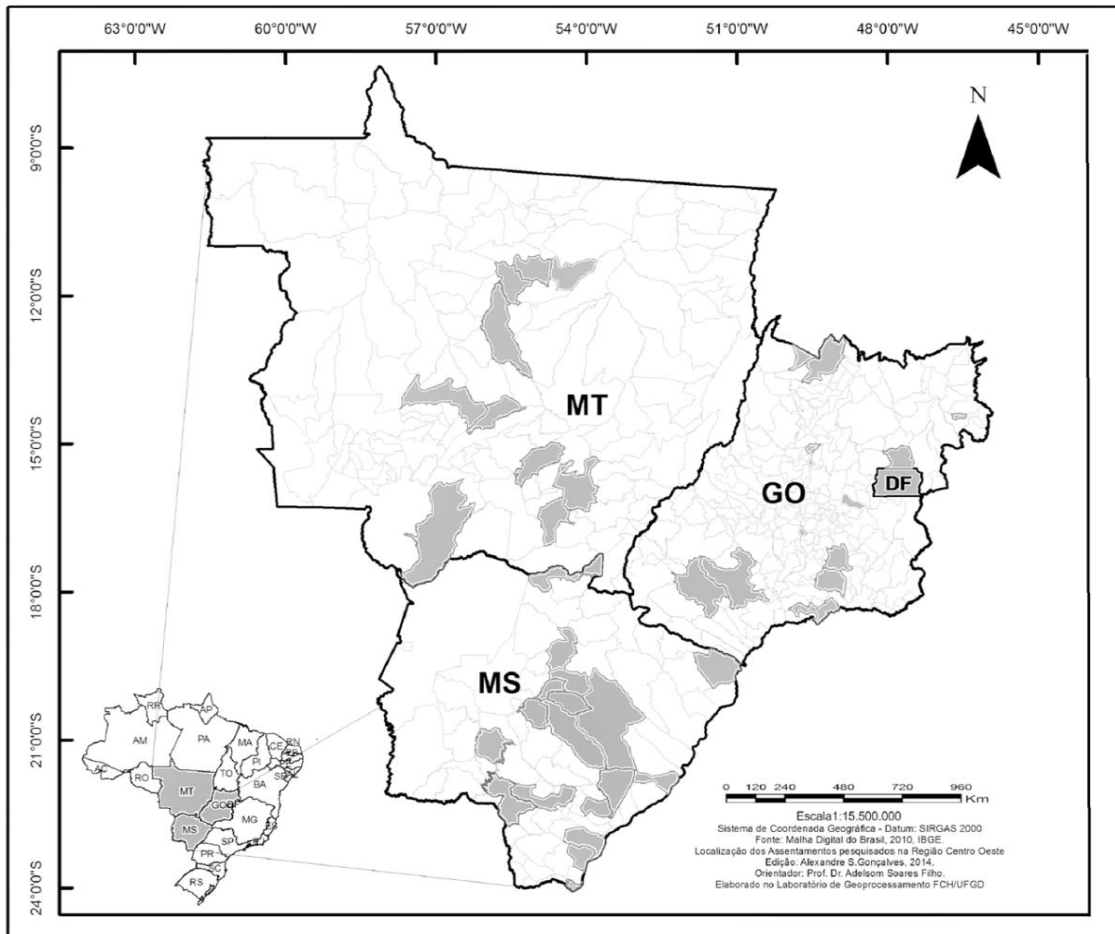 63°0'0"W 60°0'0"W 57°0'0"W 54°0'0"W 51°0'0"W 48°0'0"W 45°0'0"W
N
9°0'0"S
12°0'0"S
15°0'0"S
18°0'0"S
21°0'0"S
24°0'0"S
MT
GO
DF
MS
RR
AP
AM
PA
MA
CE
RN
PI
AC
RO
TO
BA
MT
GO
MG
MS
SP
PR
SC
RS
0 120 240 480 720 960
Km
Escala1:15.500.000
Sistema de Coordenada Geográfica - Datum: SIRGAS 2000
Fonte: Malha Digital do Brasil, 2010, IBGE.
Localização dos Assentamentos pesquisados na Região Centro Oeste
Edição: Alexandre S.Gonçalves, 2014.
Orientador: Prof. Dr. Adelsom Soares Filho.
Elaborado no Laboratório de Geoprocessamento FCH/UFGD